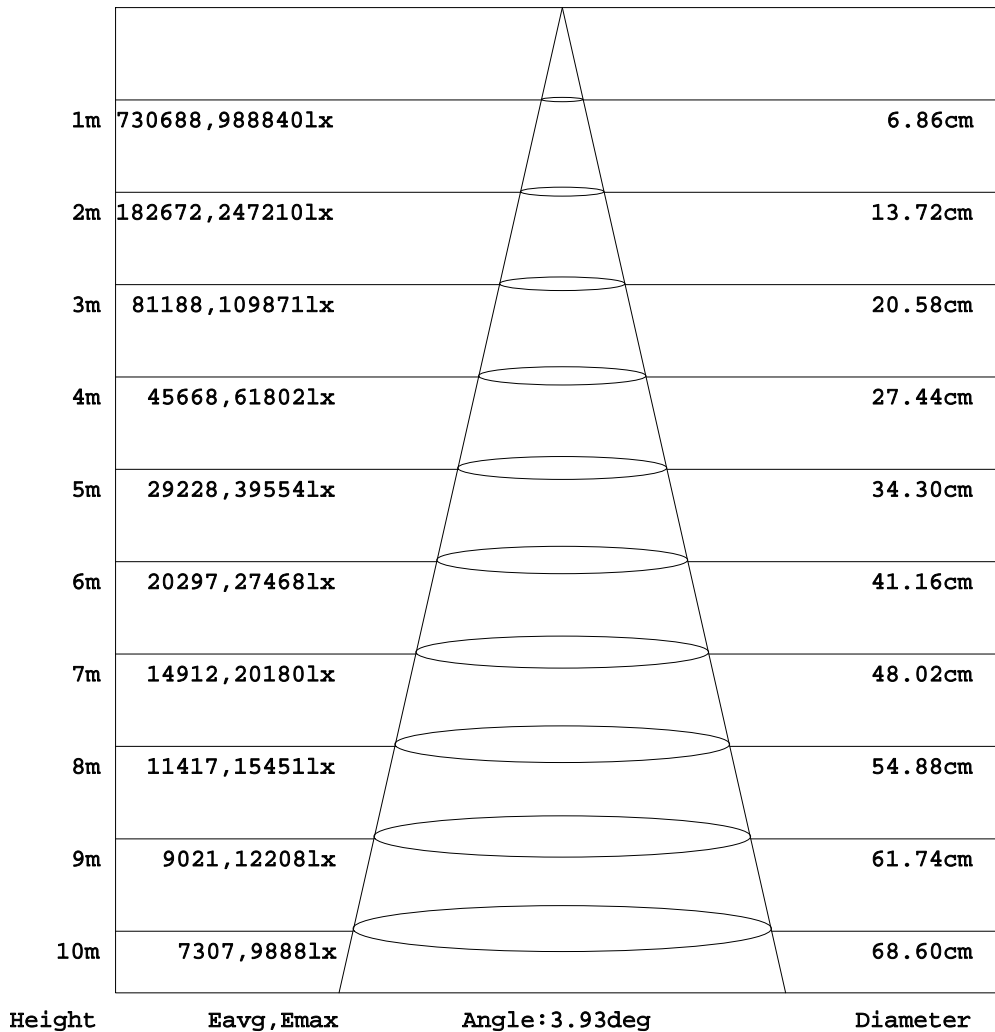 1m 730688,988840lx 6.86cm
2m 182672,247210lx 13.72cm
3m 81188,109871lx 20.58cm
4m 45668,61802lx 27.44cm
5m 29228,39554lx 34.30cm
6m 20297,27468lx 41.16cm
7m 14912,20180lx 48.02cm
8m 11417,15451lx 54.88cm
9m 9021,12208lx 61.74cm
10m 7307,9888lx 68.60cm
Height Eavg,Emax Angle:3.93deg Diameter